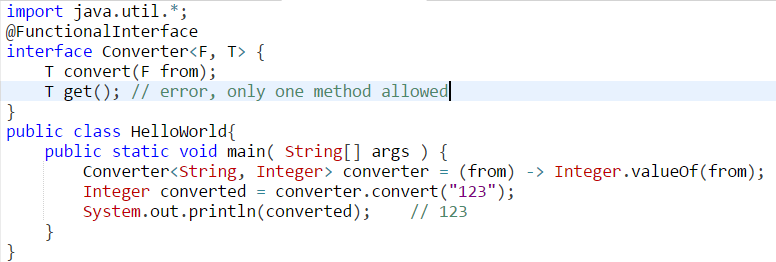 import java.util.*;
@FunctionalInterface
interface Converter<F, T> {
    T convert(F from);
    T get(); // error, only one method allowed
}
public class HelloWorld{
    public static void main( String[] args ) {
        Converter<String, Integer> converter = (from) -> Integer.valueOf(from);
        Integer converted = converter.convert("123");
        System.out.println(converted);    // 123
    }
}